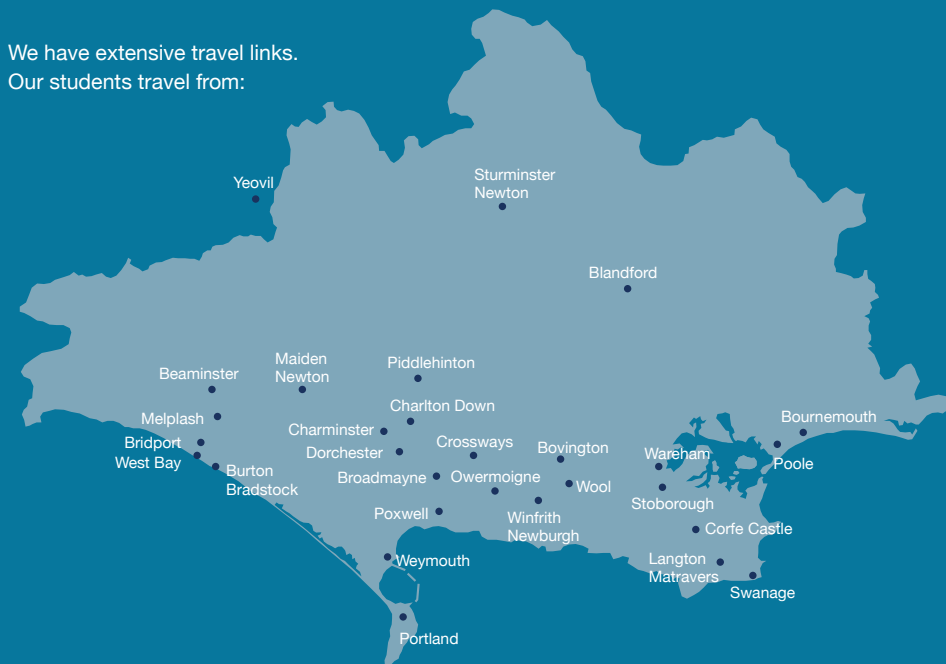 We have extensive travel links.
Our students travel from:
Yeovil
Sturminster
Newton
Blandford
Maiden
Newton
Piddlehinton
Beaminster
Charlton Down
Melplash
Bournemouth
Charminster
Bridport
Crossways
Bovington
Dorchester
Wareham
West Bay
Poole
Burton
Bradstock
Broadmayne
Owermoigne
Wool
Stoborough
Poxwell
Winfrith
Newburgh
Corfe Castle
Weymouth
Langton
Matravers
Swanage
Portland